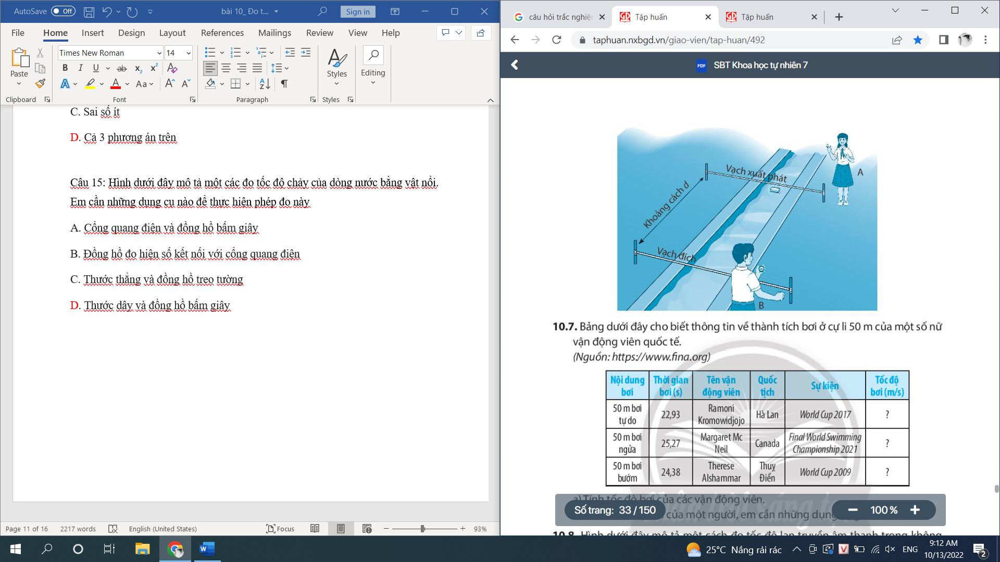 AutoSave Off bài 10_ Đo t... Sign in
File Home Insert Design Layout References Mailings Review View Help
Times New Roman 14
Paste
Styles
Editing
Clipboard Font Paragraph Styles
C. Sai số ít
D. Cả 3 phương án trên
Câu 15: Hình dưới đây mô tả một các đo tốc độ chảy của dòng nước bằng vật nổi.
Em cần những dụng cụ nào để thực hiện phép đo này
A. Cổng quang điện và đồng hồ bấm giây
B. Đồng hồ đo hiện số kết nối với cổng quang điện
C. Thước thẳng và đồng hồ treo tường
D. Thước dây và đồng hồ bấm giây
Page 11 of 16 2217 words English (United States) Focus 93%
câu hỏi trắc nghiệm Tập huấn Tập huấn
taphuan.nxbgd.vn/giao-vien/tap-huan/492
PDF SBT Khoa học tự nhiên 7
Vạch xuất phát
A
Khoảng cách d
Vạch đích
B
10.7. Bảng dưới đây cho biết thông tin về thành tích bơi ở cự li 50 m của một số nữ
vận động viên quốc tế.
(Nguồn: https://www.fina.org)
Nội dung bơi Thời gian bơi (s) Tên vận động viên Quốc tịch Sự kiện Tốc độ bơi (m/s)
50 m bơi tự do 22,93 Ramoni Kromowidjojo Hà Lan World Cup 2017 ?
50 m bơi ngửa 25,27 Margaret Mc Neil Canada Final World Swimming Championship 2021 ?
50 m bơi bướm 24,38 Therese Alshammar Thuỵ Điển World Cup 2009 ?
a) Tính tốc độ bơi của các vận động viên.
của một người, em cần những dụng
Số trang: 33 / 150 100 %
10.8. Hình dưới đây mô tả một cách đo tốc độ lan truyền âm thanh trong không
25°C Nắng rải rác ENG 9:12 AM
10/13/2022 2